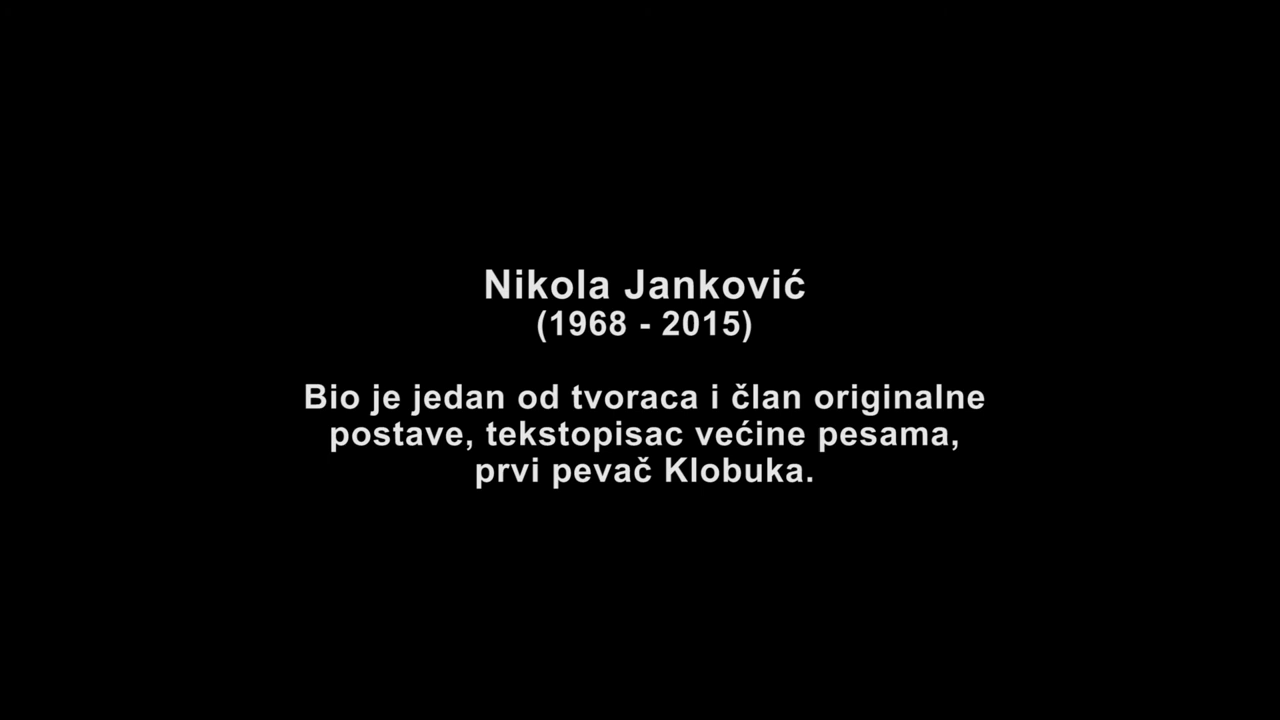 Nikola Janković
(1968 - 2015)
Bio je jedan od tvoraca i član originalne
postave, tekstopisac većine pesama,
prvi pevač Klobuka.